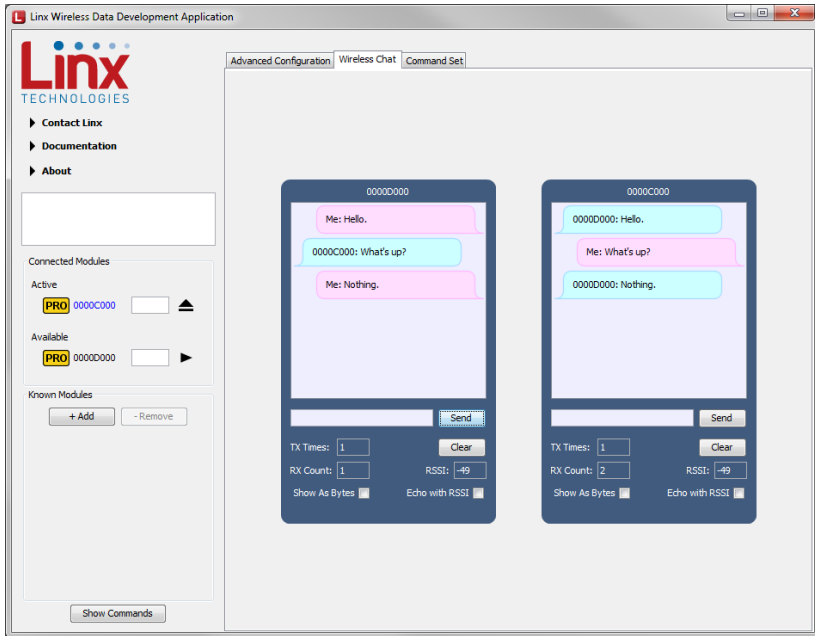 Linx Wireless Data Development Application
Linx
TECHNOLOGIES
Contact Linx
Documentation
About
Connected Modules
Active
PRO 0000C000
Available
PRO 0000D000
Known Modules
+ Add - Remove
Show Commands
Advanced Configuration Wireless Chat Command Set
0000D000
Me: Hello.
0000C000: What's up?
Me: Nothing.
Send
TX Times: 1 Clear
RX Count: 1 RSSI: -49
Show As Bytes Echo with RSSI
0000C000
0000D000: Hello.
Me: What's up?
0000D000: Nothing.
Send
TX Times: 1 Clear
RX Count: 2 RSSI: -49
Show As Bytes Echo with RSSI